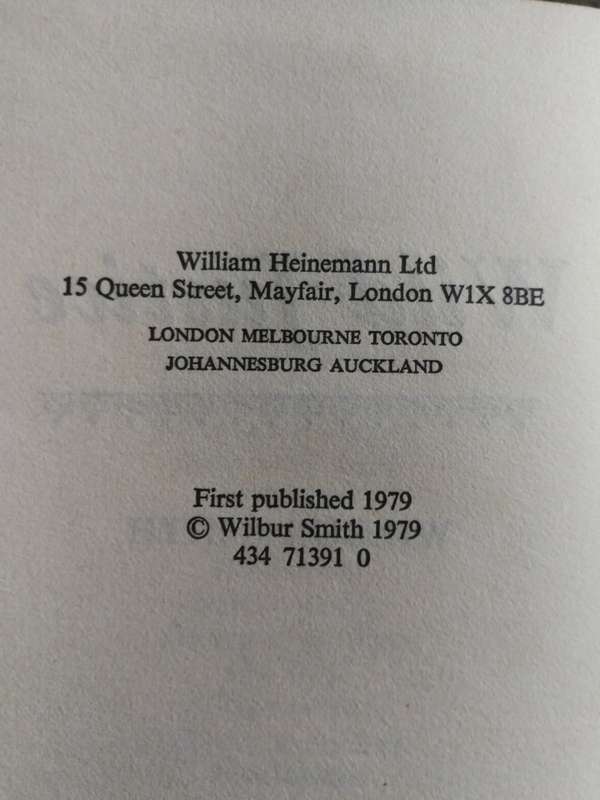 William Heinemann Ltd
15 Queen Street, Mayfair, London W1X 8BE
LONDON MELBOURNE TORONTO
JOHANNESBURG AUCKLAND
First published 1979
© Wilbur Smith 1979
434 71391 0